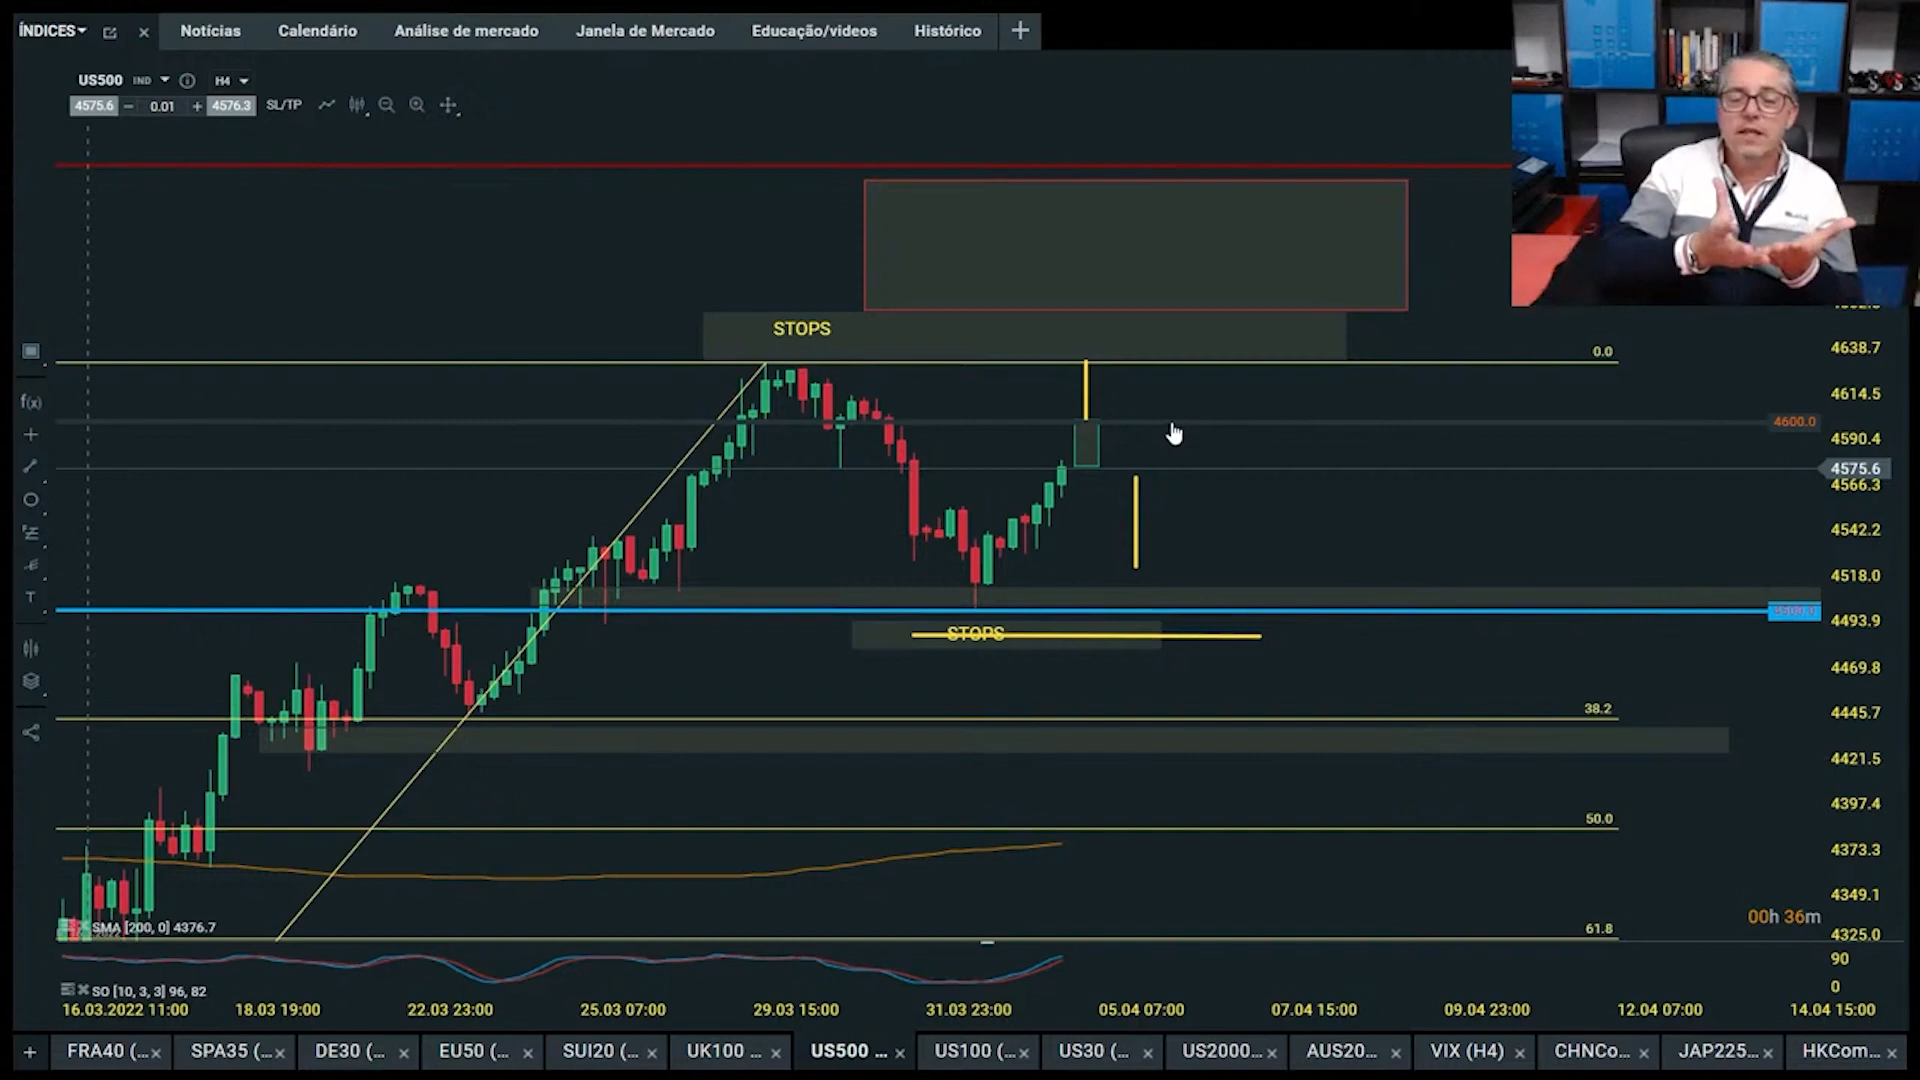 ÍNDICES Notícias Calendário Análise de mercado Janela de Mercado Educação/videos Histórico +
US500 IND H4
4575.6 − 0.01 + 4576.3 SL/TP
STOPS
0.0
4638.7
4614.5
4600.0
4590.4
4575.6
4566.3
4542.2
4518.0
4500.0
4493.9
STOPS
4469.8
38.2
4445.7
4421.5
4397.4
50.0
4373.3
4349.1
00h 36m
SMA [200, 0] 4376.7
61.8
4325.0
90
0
SO [10, 3, 3] 96, 82
16.03.2022 11:00 18.03 19:00 22.03 23:00 25.03 07:00 29.03 15:00 31.03 23:00 05.04 07:00 07.04 15:00 09.04 23:00 12.04 07:00 14.04 15:00
f(x)
T
+ FRA40 (... SPA35 (... DE30 (... EU50 (... SUI20 (... UK100 ... US500 ... US100 (... US30 (... US2000... AUS20... VIX (H4) CHNCo... JAP225... HKCom...